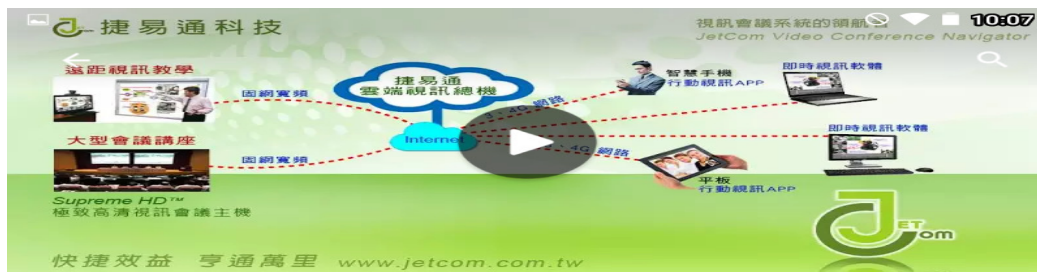 捷易通科技
視訊會議系統的領航
10:07
JetCom Video Conference Navigator
遠距視訊教學
固網寬頻
捷易通
雲端視訊總機
智慧手機
行動視訊APP
即時視訊軟體
網路
Internet
大型會議講座
固網寬頻
4G 網路
即時視訊軟體
平板
行動視訊APP
Supreme HD™
極致高清視訊會議主機
JETCom
快捷效益 亨通萬里 www.jetcom.com.tw